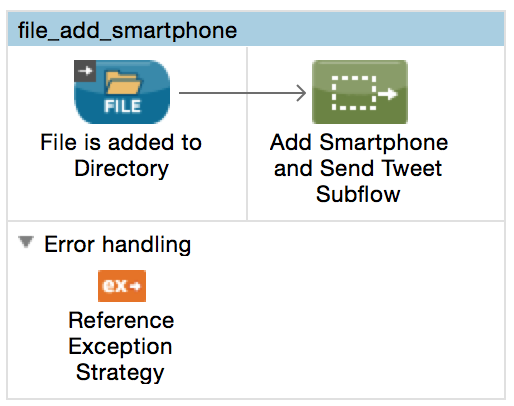 file_add_smartphone
FILE
File is added to
Directory
Add Smartphone
and Send Tweet
Subflow
Error handling
ex
Reference
Exception
Strategy